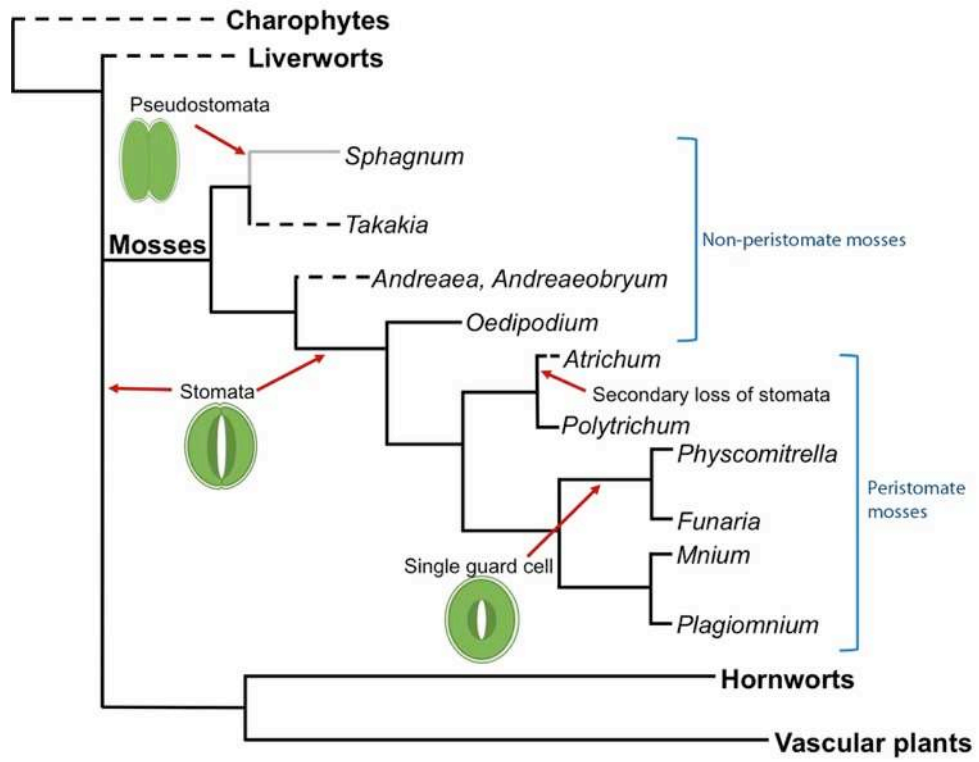 Charophytes
Liverworts
Pseudostomata
Sphagnum
Takakia
Non-peristomate mosses
Mosses
Andreaea, Andreaeobryum
Oedipodium
Atrichum
Stomata
Secondary loss of stomata
Polytrichum
Physcomitrella
Peristomate
mosses
Funaria
Mnium
Single guard cell
Plagiomnium
Hornworts
Vascular plants